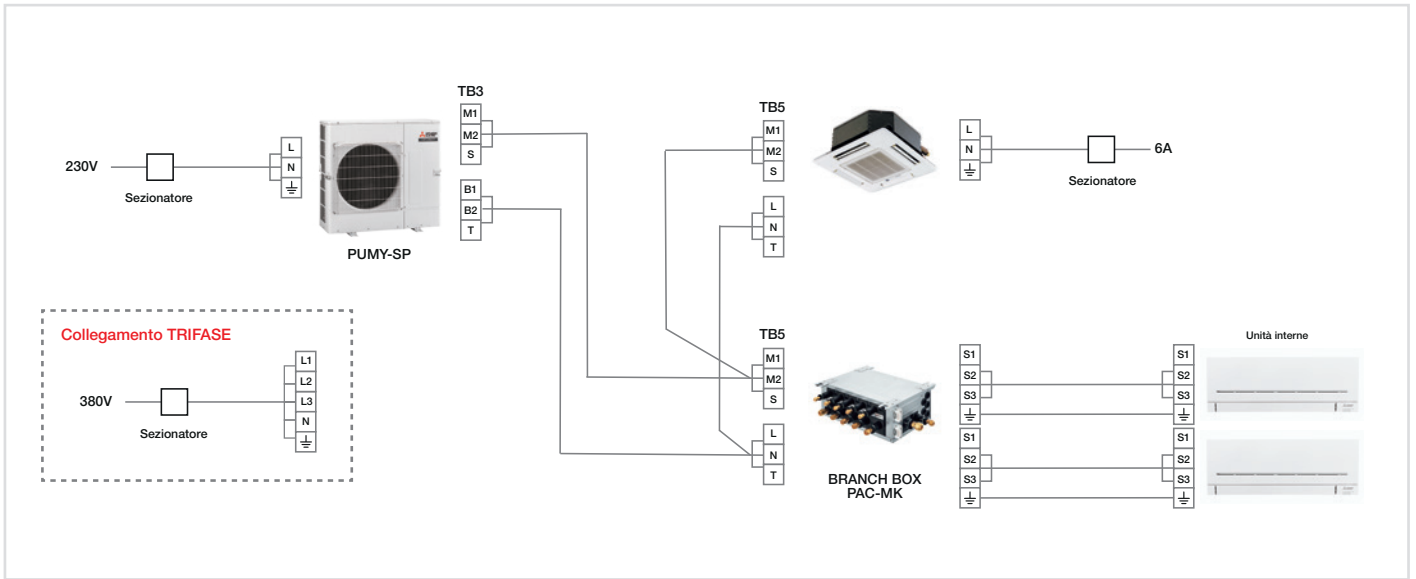 230V
Sezionatore
L
N
PUMY-SP
TB3
M1
M2
S
B1
B2
T
TB5
M1
M2
S
L
N
T
L
N
Sezionatore
6A
Collegamento TRIFASE
380V
Sezionatore
L1
L2
L3
N
TB5
M1
M2
S
L
N
T
BRANCH BOX
PAC-MK
S1
S2
S3
S1
S2
S3
Unità interne
S1
S2
S3
S1
S2
S3